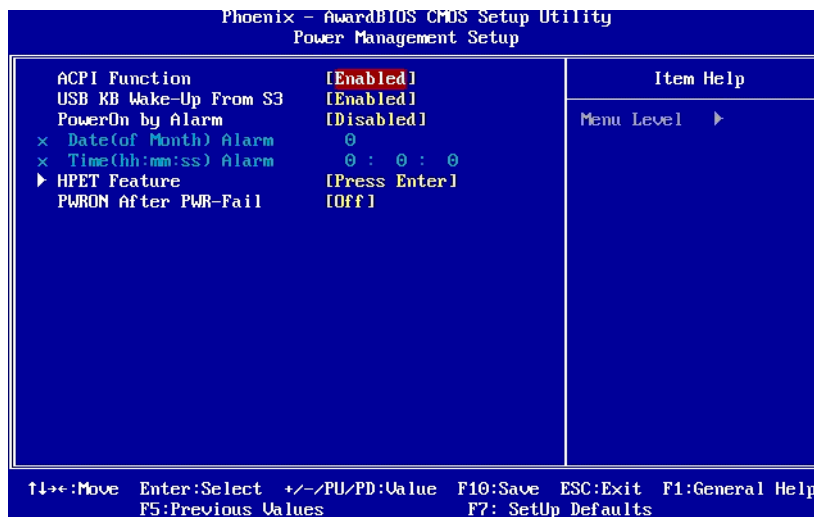 Phoenix - AwardBIOS CMOS Setup Utility
Power Management Setup
ACPI Function [Enabled]
USB KB Wake-Up From S3 [Enabled]
PowerOn by Alarm [Disabled]
x Date(of Month) Alarm 0
x Time(hh:mm:ss) Alarm 0 : 0 : 0
▶ HPET Feature [Press Enter]
PWRON After PWR-Fail [Off]
Item Help
Menu Level ▶
↑↓→←:Move Enter:Select +/-/PU/PD:Value F10:Save ESC:Exit F1:General Help
F5:Previous Values F7: SetUp Defaults